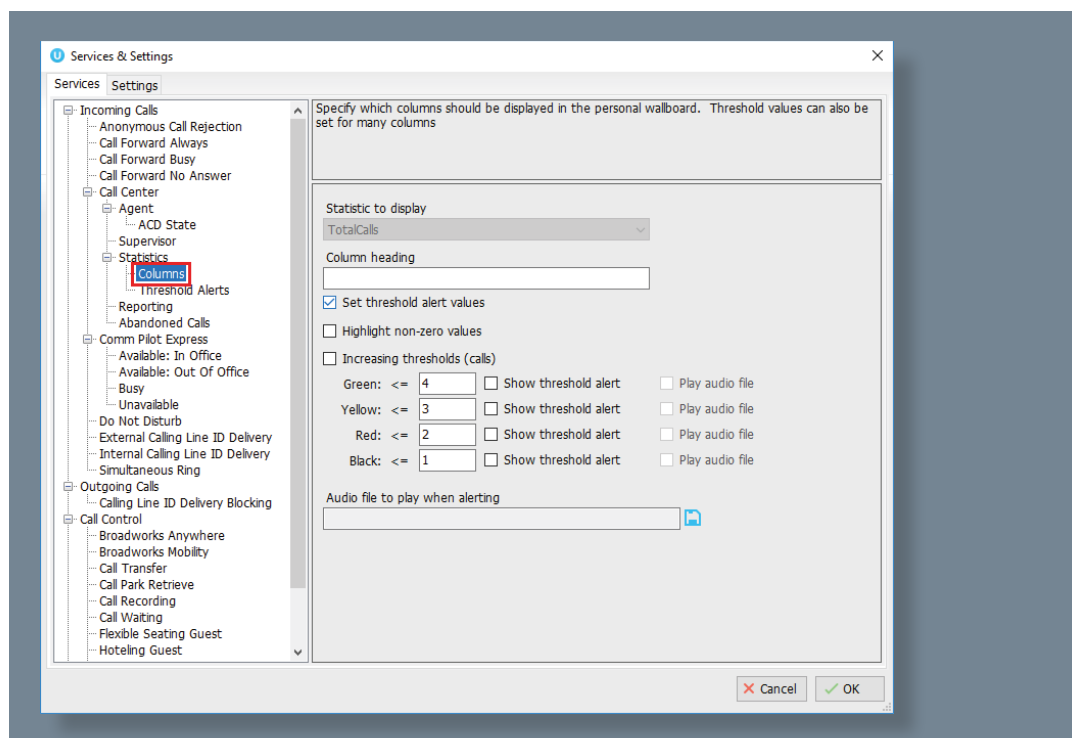 U Services & Settings
Services Settings
Incoming Calls
Anonymous Call Rejection
Call Forward Always
Call Forward Busy
Call Forward No Answer
Call Center
Agent
ACD State
Supervisor
Statistics
Columns
Threshold Alerts
Reporting
Abandoned Calls
Comm Pilot Express
Available: In Office
Available: Out Of Office
Busy
Unavailable
Do Not Disturb
External Calling Line ID Delivery
Internal Calling Line ID Delivery
Simultaneous Ring
Outgoing Calls
Calling Line ID Delivery Blocking
Call Control
Broadworks Anywhere
Broadworks Mobility
Call Transfer
Call Park Retrieve
Call Recording
Call Waiting
Flexible Seating Guest
Hoteling Guest
Specify which columns should be displayed in the personal wallboard. Threshold values can also be
set for many columns
Statistic to display
TotalCalls
Column heading
Set threshold alert values
Highlight non-zero values
Increasing thresholds (calls)
Green: <= 4 Show threshold alert Play audio file
Yellow: <= 3 Show threshold alert Play audio file
Red: <= 2 Show threshold alert Play audio file
Black: <= 1 Show threshold alert Play audio file
Audio file to play when alerting
Cancel OK